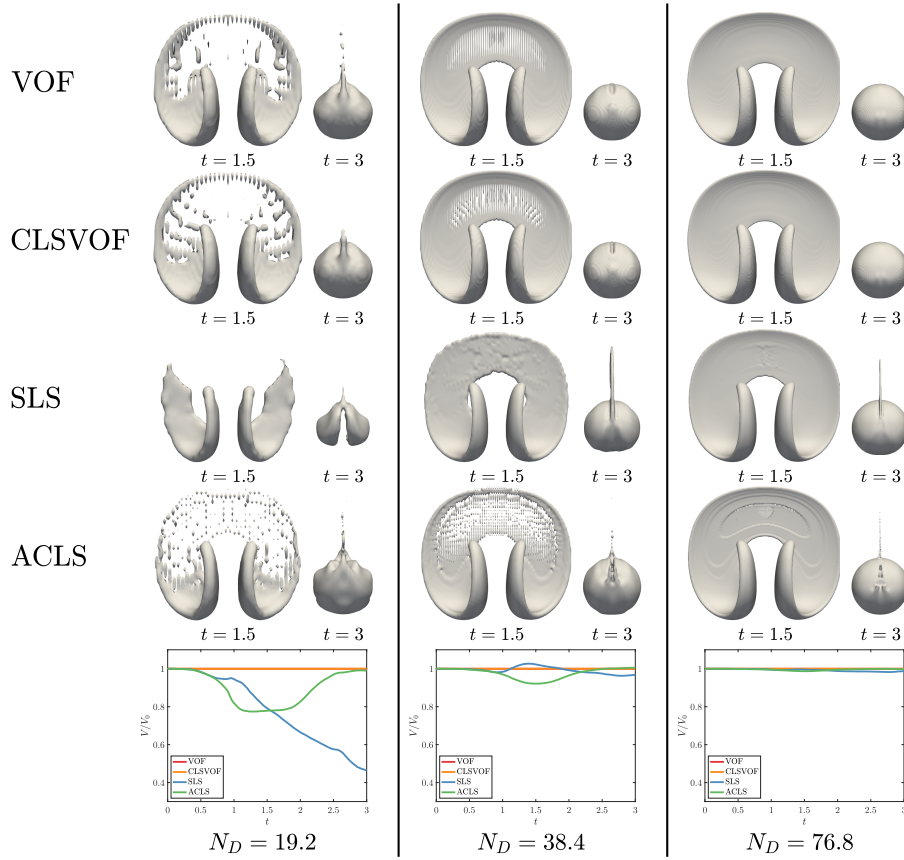 VOF
t = 1.5 t = 3 t = 1.5 t = 3 t = 1.5 t = 3
CLSVOF
t = 1.5 t = 3 t = 1.5 t = 3 t = 1.5 t = 3
SLS
t = 1.5 t = 3 t = 1.5 t = 3 t = 1.5 t = 3
ACLS
t = 1.5 t = 3 t = 1.5 t = 3 t = 1.5 t = 3
V/V₀
1
0.8
0.6
0.4
VOF
CLSVOF
SLS
ACLS
0 0.5 1 1.5 2 2.5 3
t
N_D = 19.2
V/V₀
1
0.8
0.6
0.4
VOF
CLSVOF
SLS
ACLS
0 0.5 1 1.5 2 2.5 3
t
N_D = 38.4
V/V₀
1
0.8
0.6
0.4
VOF
CLSVOF
SLS
ACLS
0 0.5 1 1.5 2 2.5 3
t
N_D = 76.8